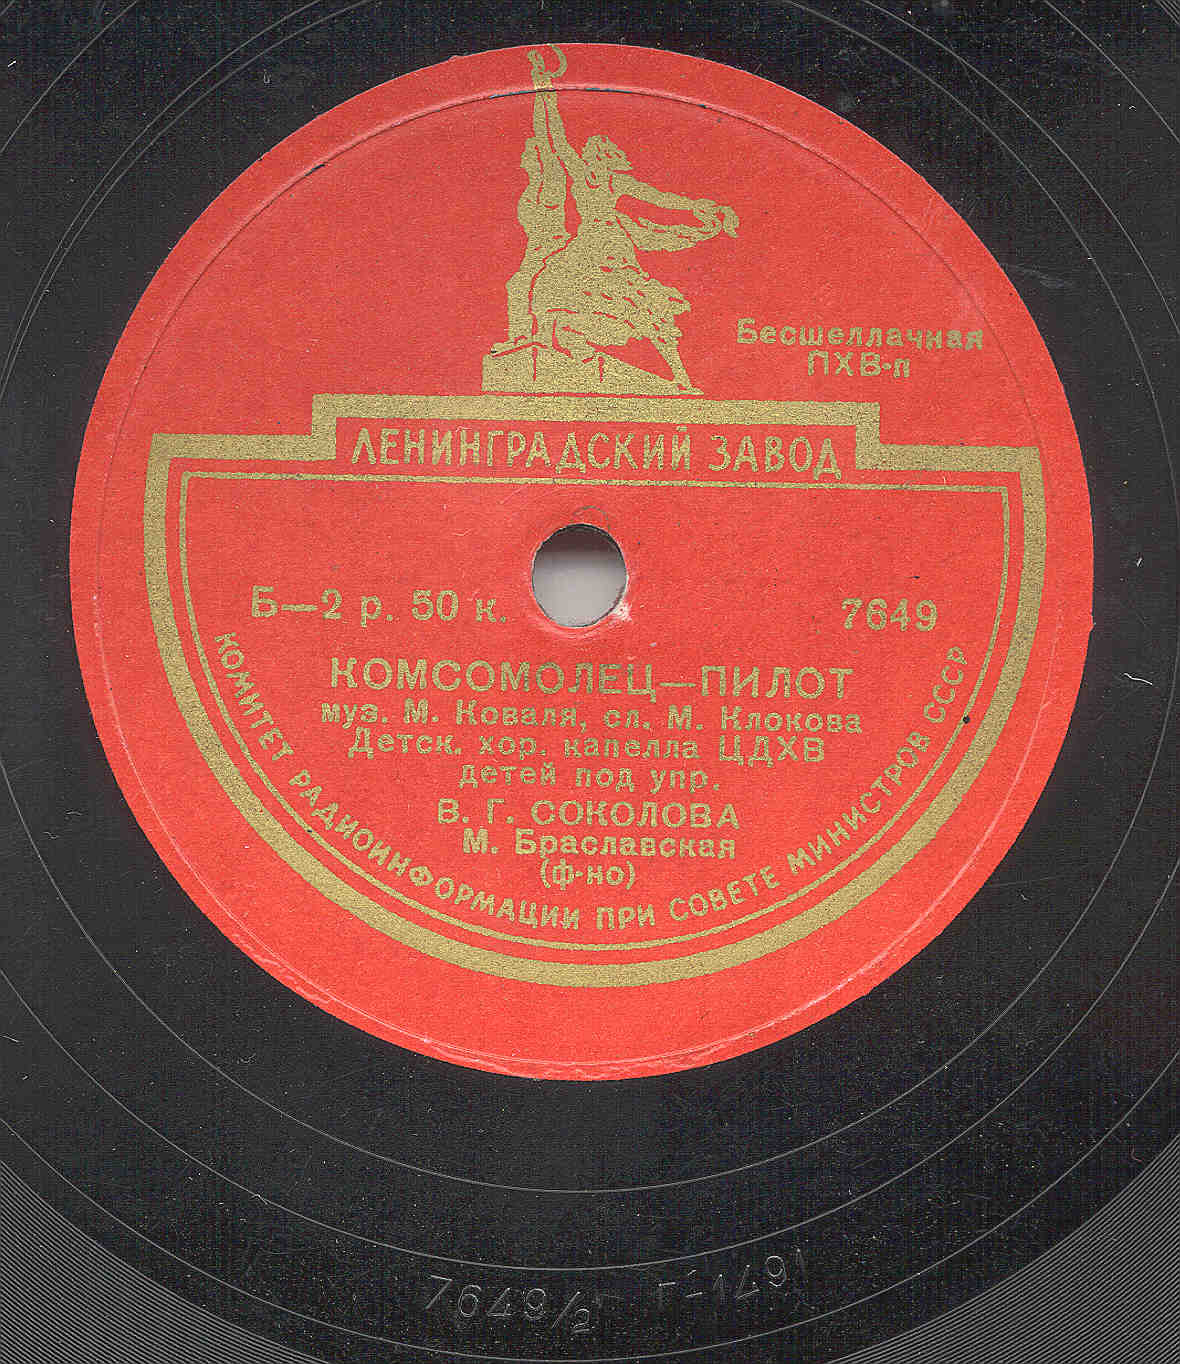 Бесшеллачная
ПХВ-п
ЛЕНИНГРАДСКИЙ ЗАВОД
Б—2 р. 50 к.
7649
КОМСОМОЛЕЦ—ПИЛОТ
муз. М. Коваля, сл. М. Клокова
Детск. хор. капелла ЦДХВ
детей под упр.
В. Г. СОКОЛОВА
М. Браславская
(ф-но)
КОМИТЕТ РАДИОИНФОРМАЦИИ ПРИ СОВЕТЕ МИНИСТРОВ СССР
7649/2 Г-1491